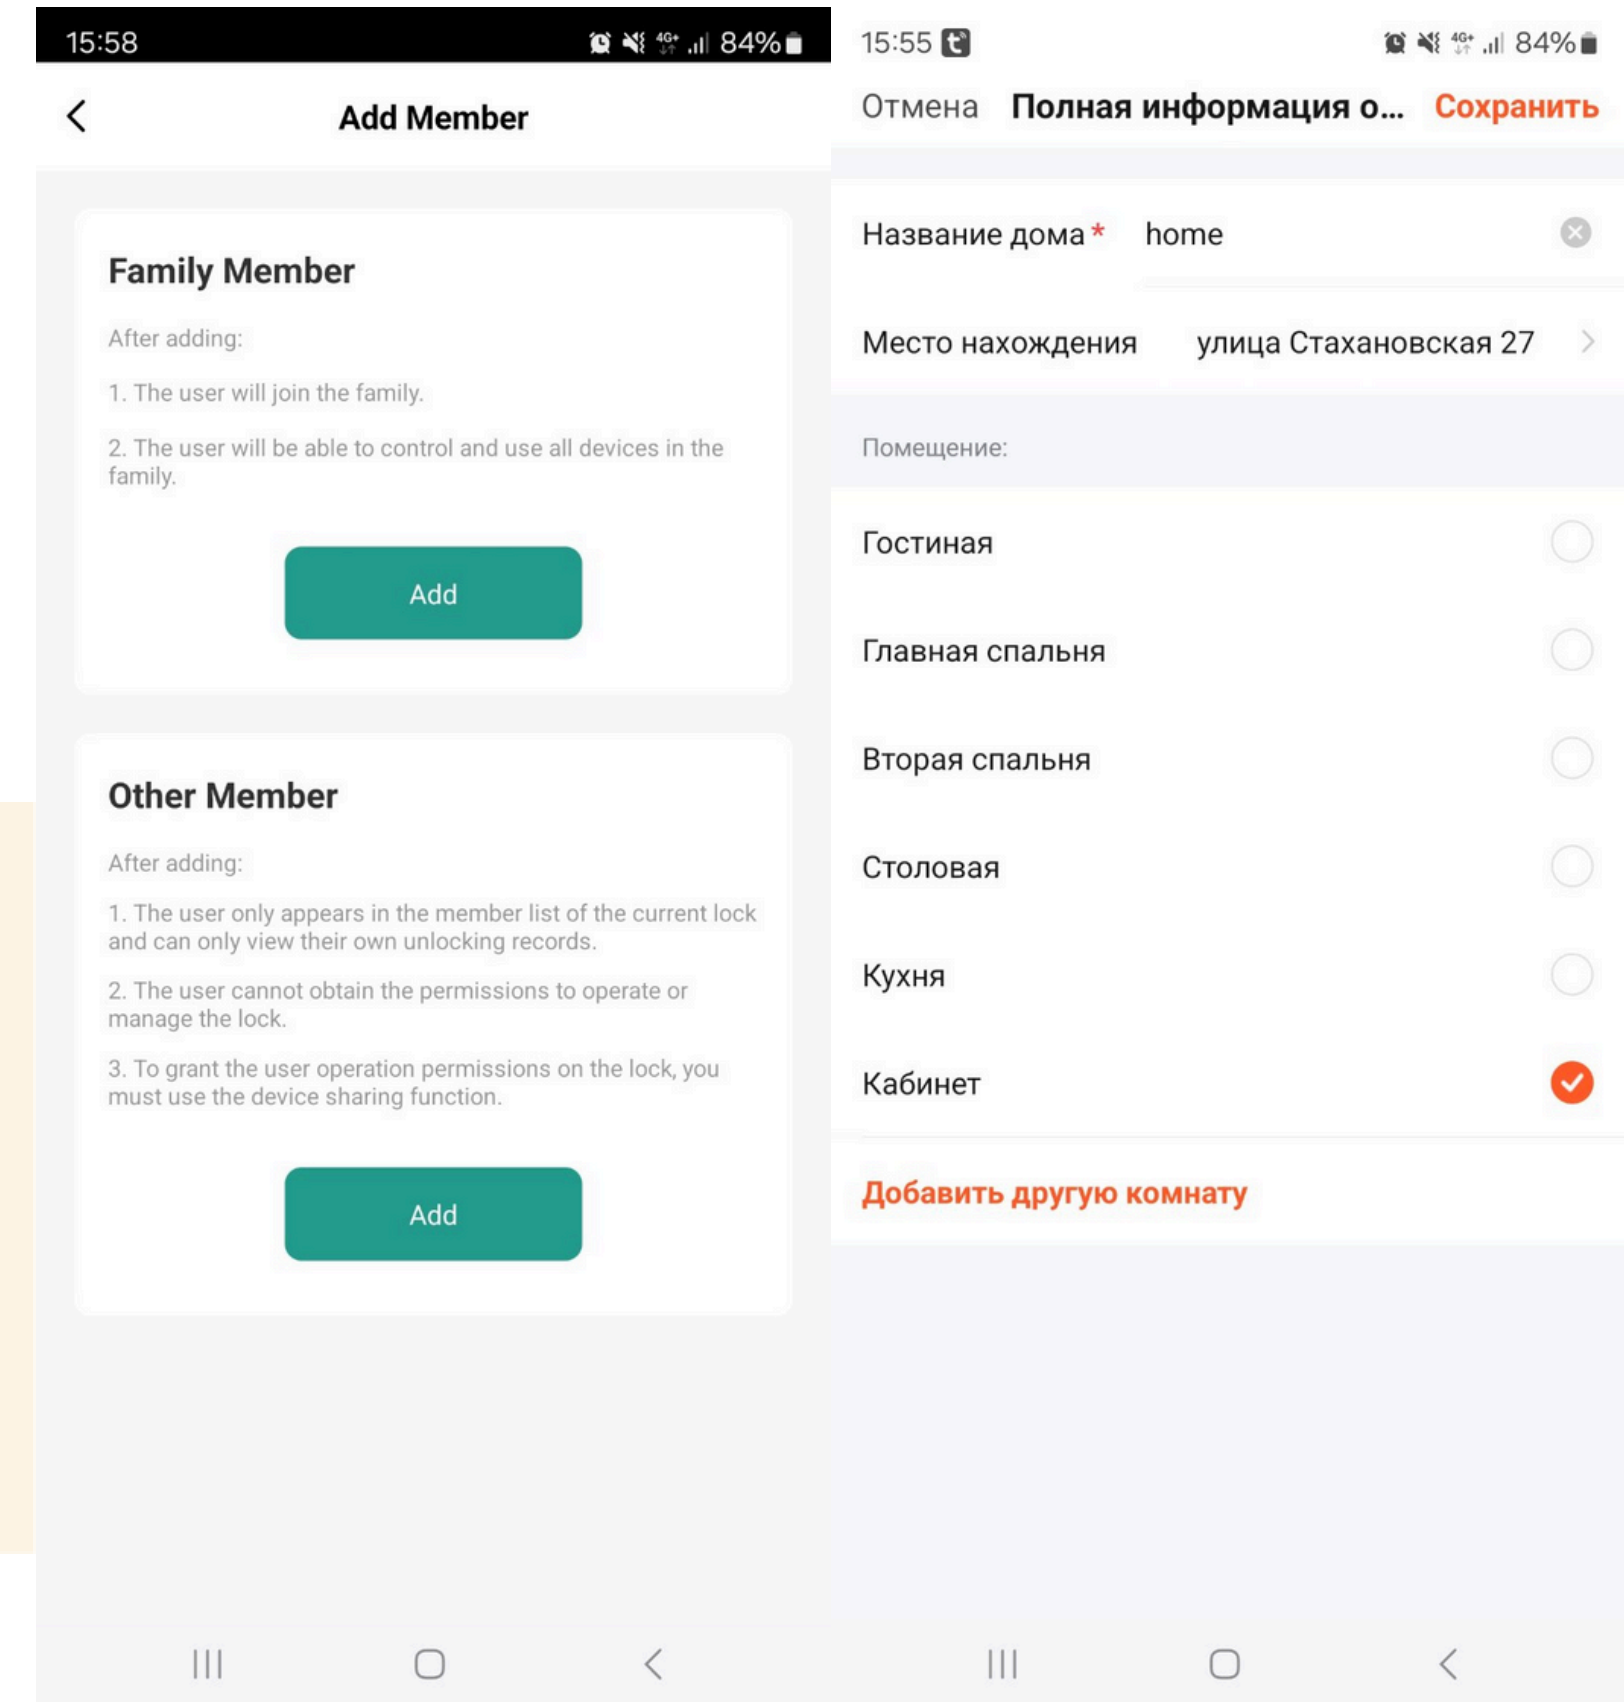 15:58
4G+
84%
Add Member
Family Member
After adding:
1. The user will join the family.
2. The user will be able to control and use all devices in the
family.
Add
Other Member
After adding:
1. The user only appears in the member list of the current lock
and can only view their own unlocking records.
2. The user cannot obtain the permissions to operate or
manage the lock.
3. To grant the user operation permissions on the lock, you
must use the device sharing function.
Add
15:55
4G+
84%
Отмена
Полная информация о...
Сохранить
Название дома *
home
Место нахождения
улица Стахановская 27
Помещение:
Гостиная
Главная спальня
Вторая спальня
Столовая
Кухня
Кабинет
Добавить другую комнату